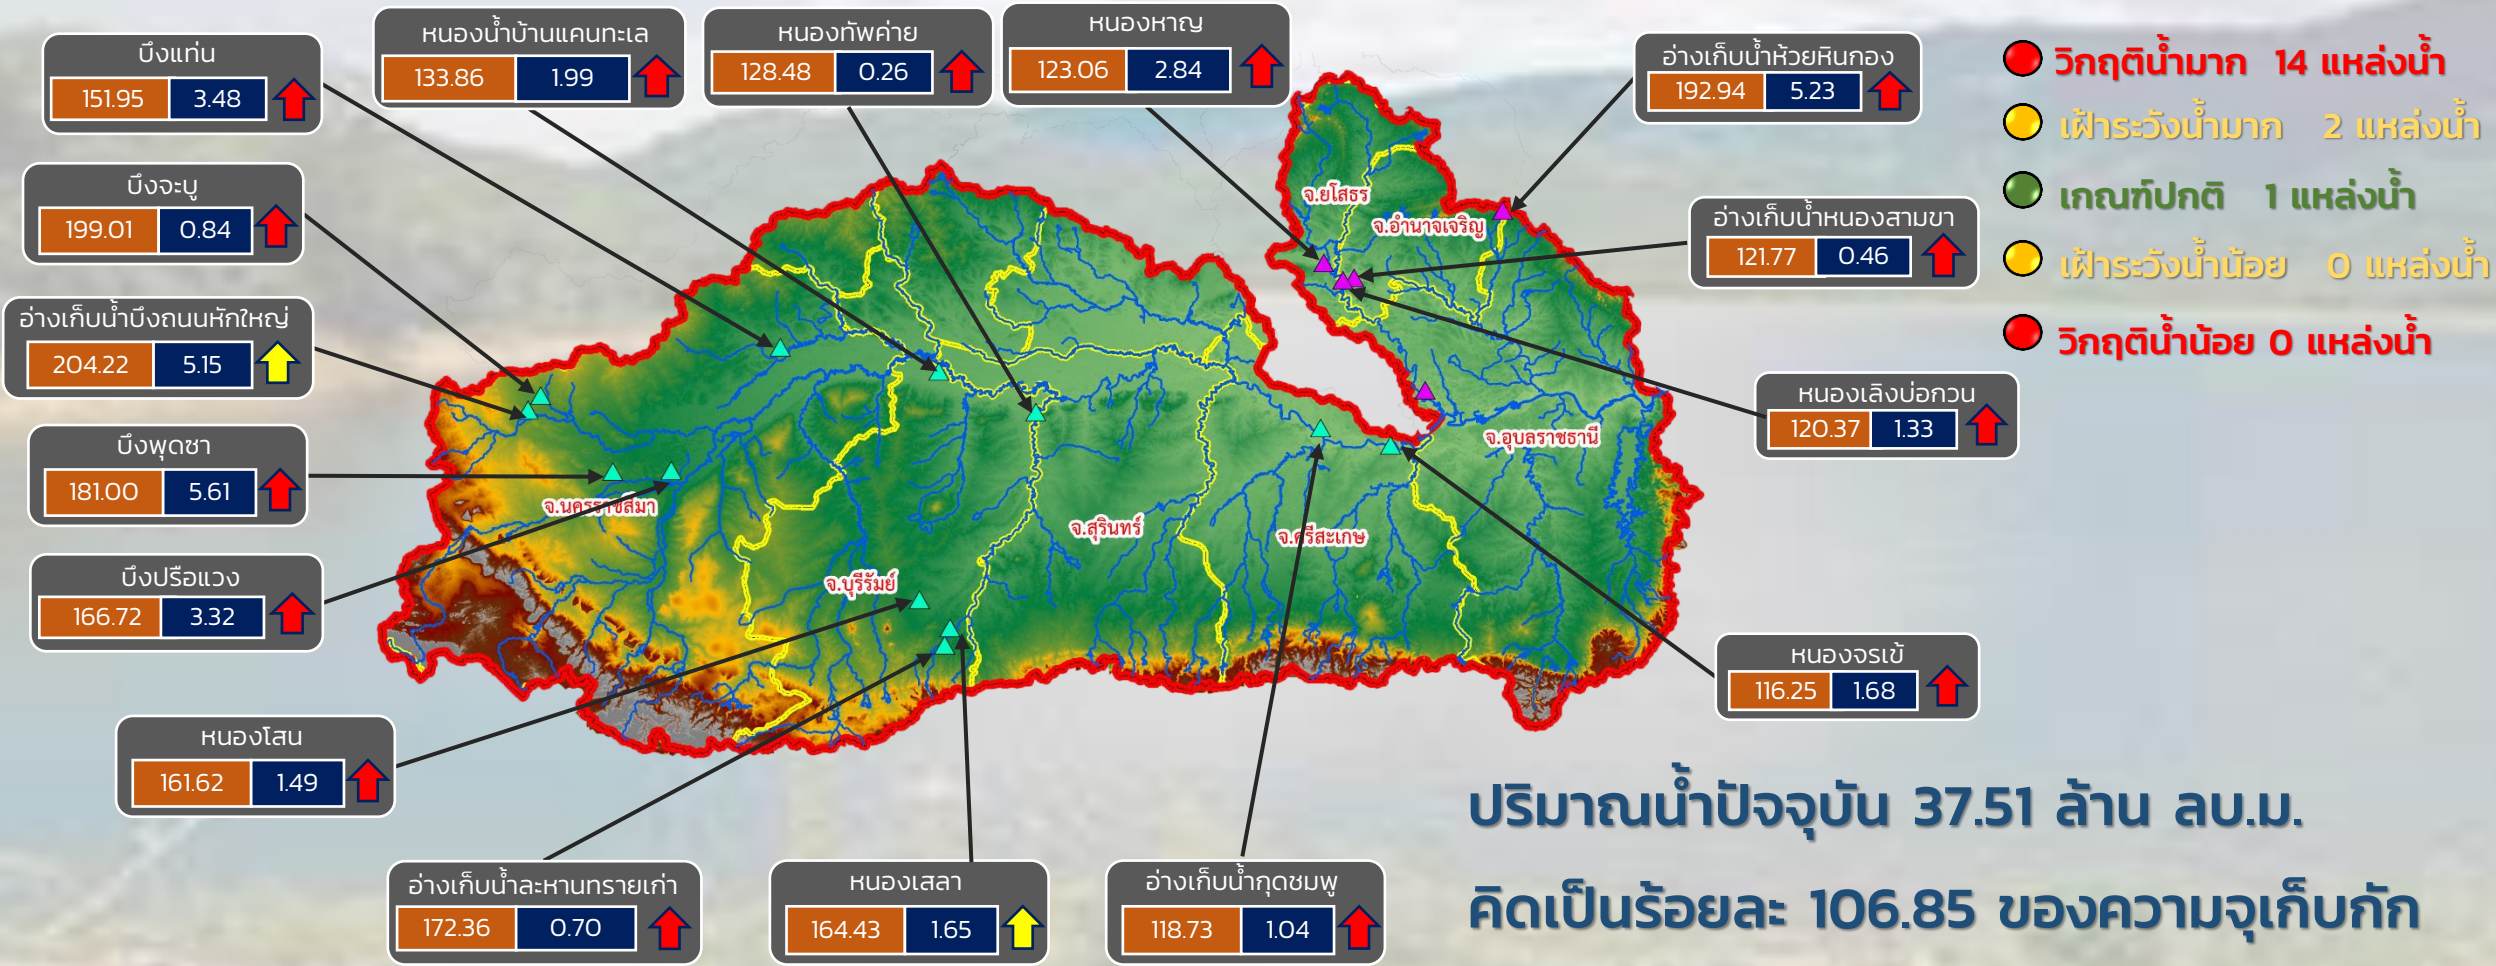 บึงแท่น
151.95 3.48
หนองน้ำบ้านแคนทะเล
133.86 1.99
หนองทัพค่าย
128.48 0.26
หนองหาญ
123.06 2.84
อ่างเก็บน้ำห้วยหินกอง
192.94 5.23
วิกฤติน้ำมาก 14 แหล่งน้ำ
เฝ้าระวังน้ำมาก 2 แหล่งน้ำ
เกณฑ์ปกติ 1 แหล่งน้ำ
เฝ้าระวังน้ำน้อย 0 แหล่งน้ำ
วิกฤติน้ำน้อย 0 แหล่งน้ำ
บึงจะบู
199.01 0.84
อ่างเก็บน้ำหนองสามขา
121.77 0.46
อ่างเก็บน้ำบึงถนนหักใหญ่
204.22 5.15
หนองเลิงบ่อกวน
120.37 1.33
บึงพุดซา
181.00 5.61
บึงปรือแวง
166.72 3.32
หนองจรเข้
116.25 1.68
หนองโสน
161.62 1.49
อ่างเก็บน้ำละหานทรายเก่า
172.36 0.70
หนองเสลา
164.43 1.65
อ่างเก็บน้ำกุดชมพู
118.73 1.04
จ.ยโสธร
จ.อำนาจเจริญ
จ.อุบลราชธานี
จ.นครราชสีมา
จ.สุรินทร์
จ.ศรีสะเกษ
จ.บุรีรัมย์
ปริมาณน้ำปัจจุบัน 37.51 ล้าน ลบ.ม.
คิดเป็นร้อยละ 106.85 ของความจุเก็บกัก